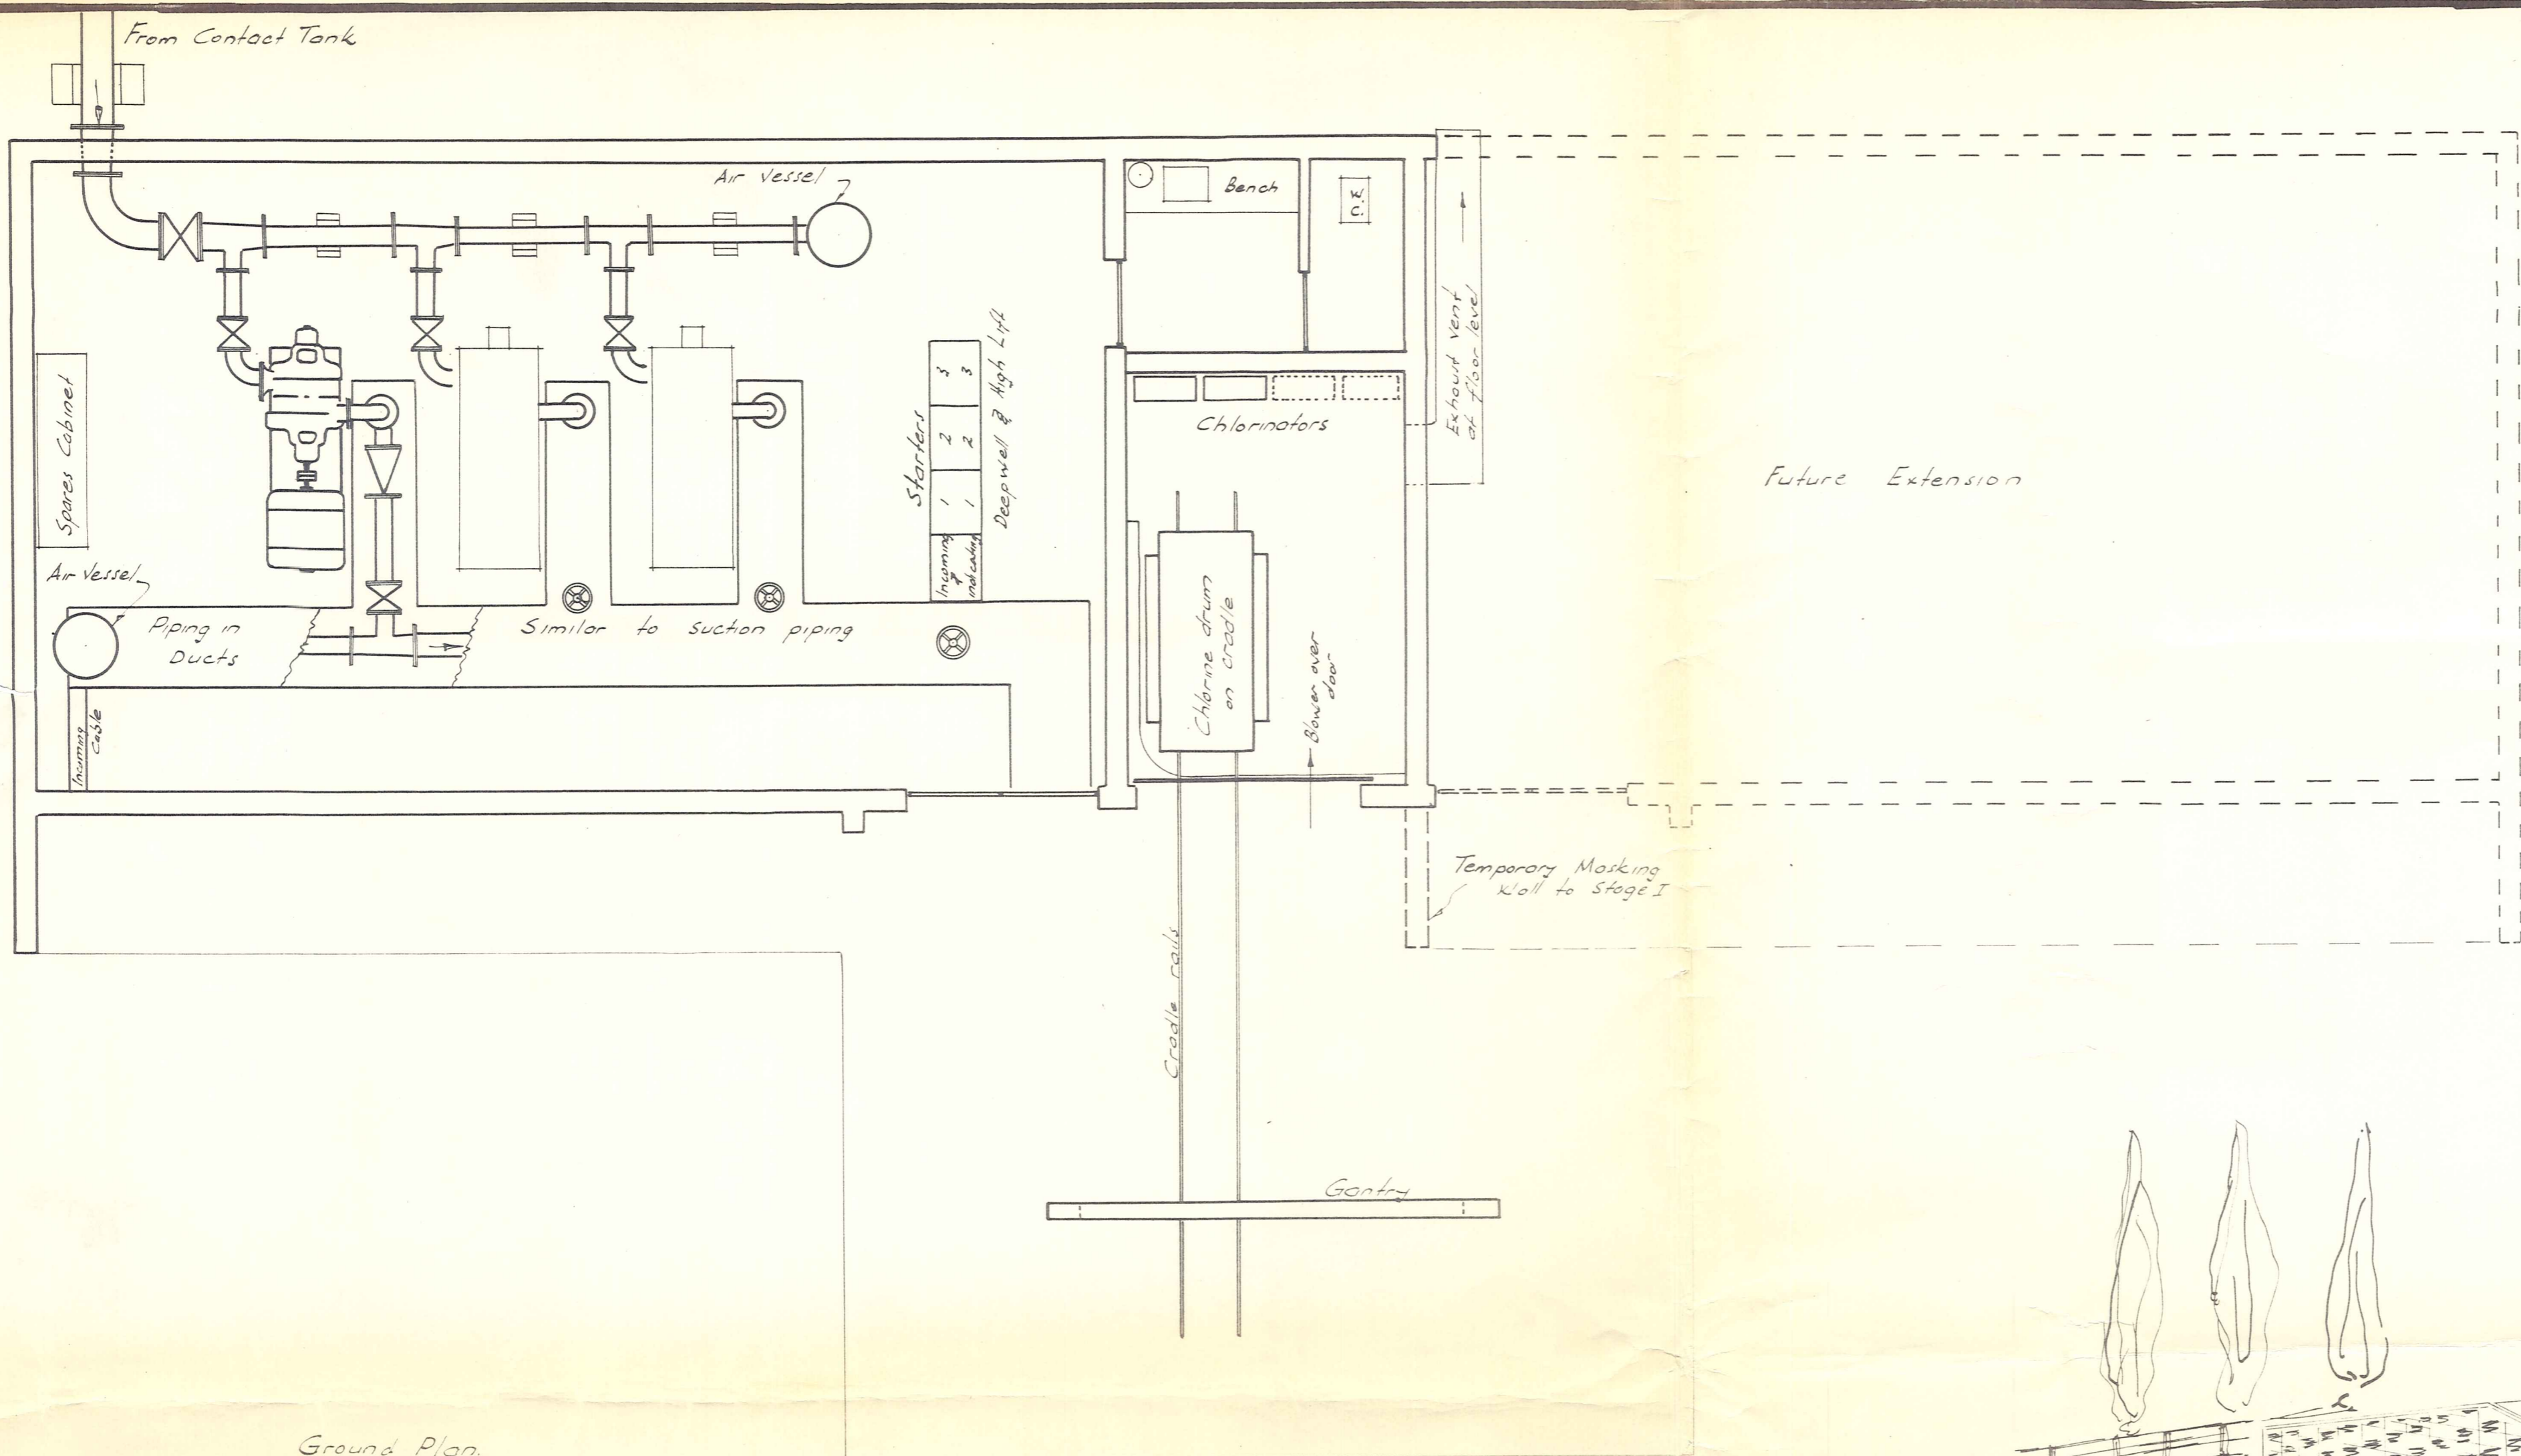 From Contact Tank
Air Vessel
Bench
W.C.
Exhaust Vent
at floor level
Spares Cabinet
Starters
1 2 3
1 2 3
Incoming
&
indicating
Deepwell & High Lift
Chlorinators
Future Extension
Air Vessel
Piping in
Ducts
Similar to suction piping
Incoming
Cable
Chlorine drum
on cradle
Blower over
door
Temporary Masking
Wall to Stage I
Cradle rails
Gantry
Ground Plan.